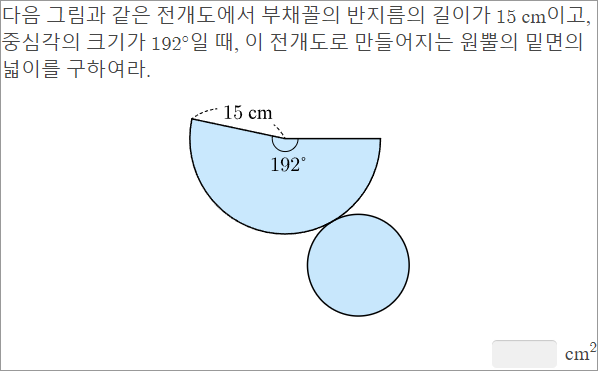 다음 그림과 같은 전개도에서 부채꼴의 반지름의 길이가 15 cm이고,
중심각의 크기가 192°일 때, 이 전개도로 만들어지는 원뿔의 밑면의
넓이를 구하여라.
15 cm
192°
cm²